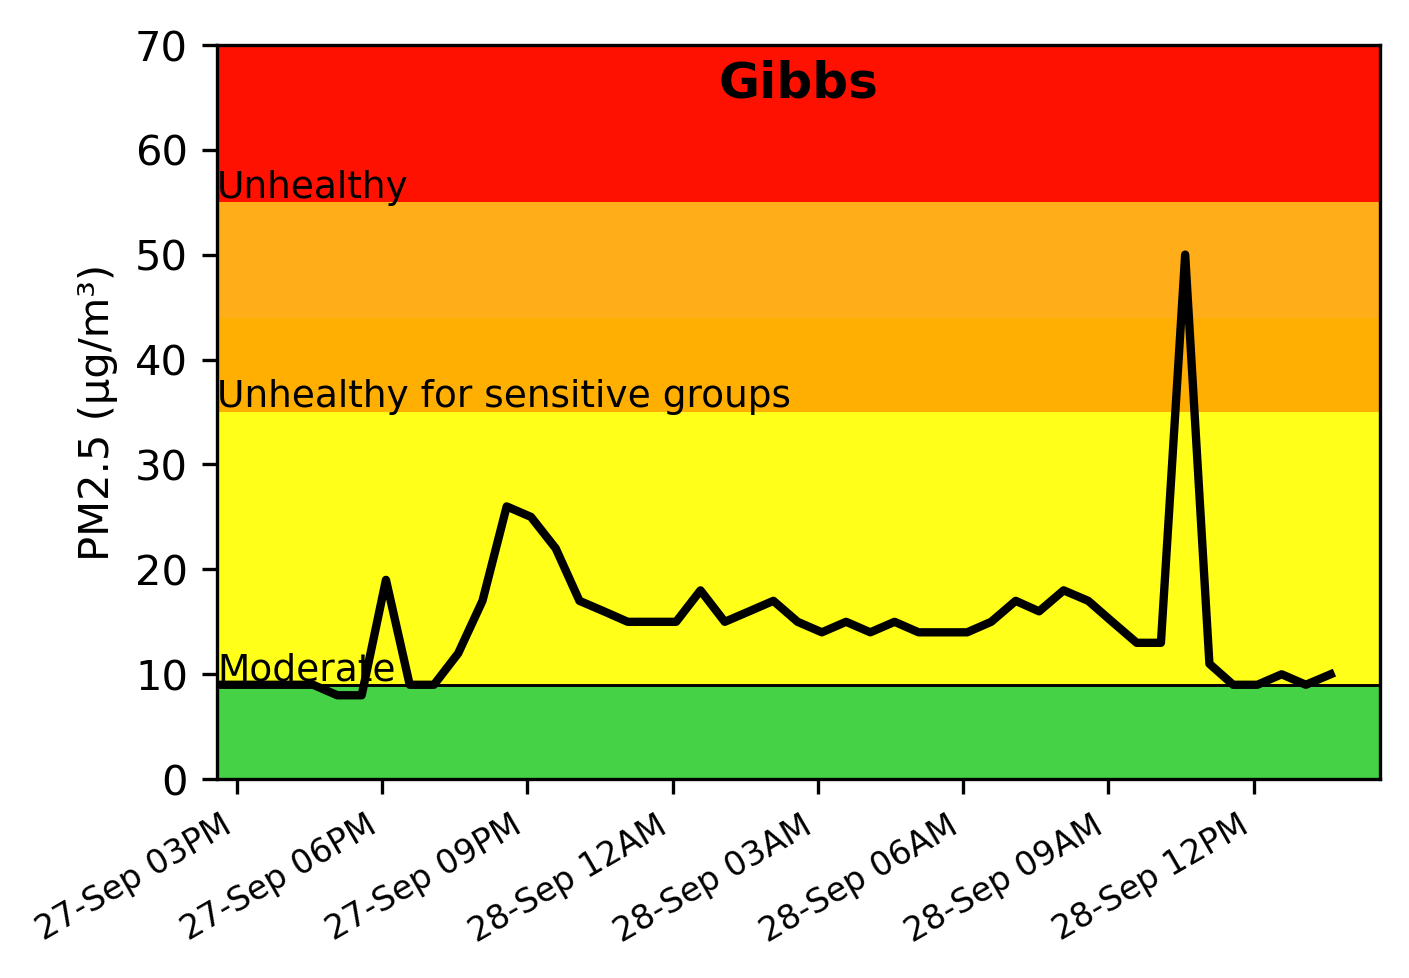 Gibbs
PM2.5 (µg/m³)
70
60
50
40
30
20
10
0
Unhealthy
Unhealthy for sensitive groups
Moderate
27-Sep 03PM
27-Sep 06PM
27-Sep 09PM
28-Sep 12AM
28-Sep 03AM
28-Sep 06AM
28-Sep 09AM
28-Sep 12PM